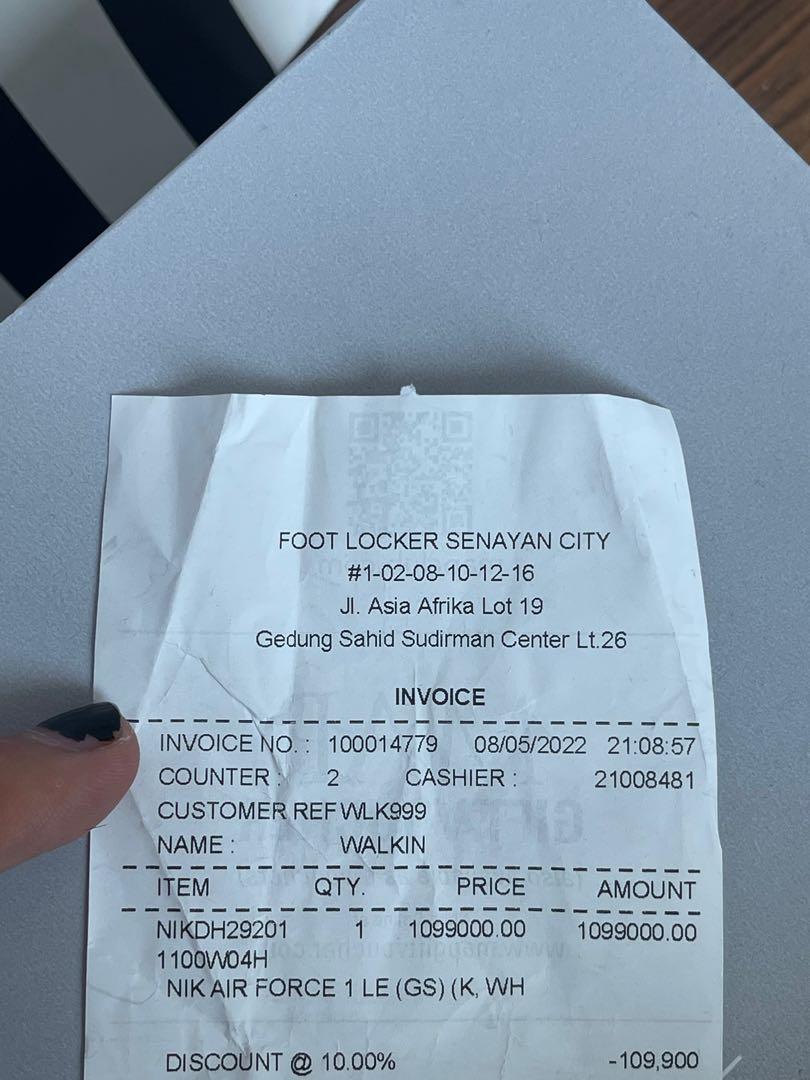 FOOT LOCKER SENAYAN CITY
#1-02-08-10-12-16
Jl. Asia Afrika Lot 19
Gedung Sahid Sudirman Center Lt.26
INVOICE
INVOICE NO. : 100014779 08/05/2022 21:08:57
COUNTER : 2 CASHIER : 21008481
CUSTOMER REF WLK999
NAME : WALKIN
ITEM QTY. PRICE AMOUNT
NIKDH29201 1 1099000.00 1099000.00
1100W04H
NIK AIR FORCE 1 LE (GS) (K, WH
DISCOUNT @ 10.00% -109,900